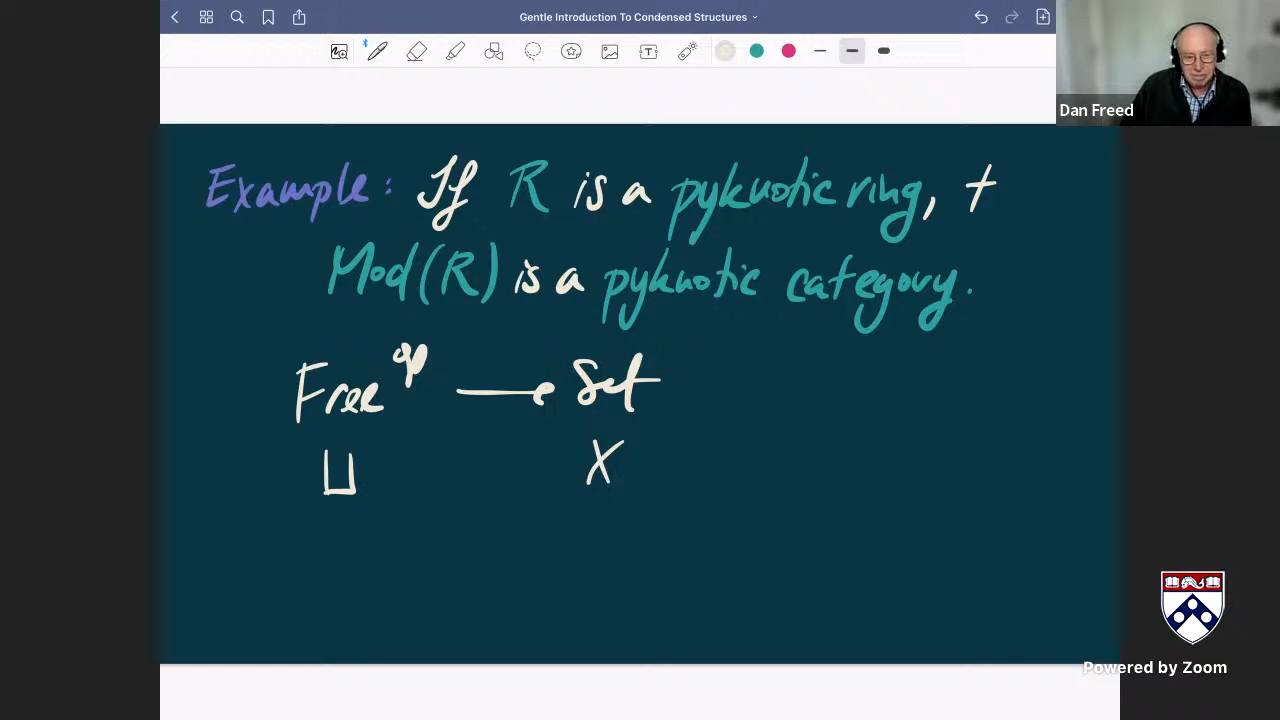 Gentle Introduction To Condensed Structures
T
Dan Freed
Example: If R is a pyknotic ring, +
Mod(R) is a pyknotic category.
Free^op → Set
⊔ ×
Powered by Zoom